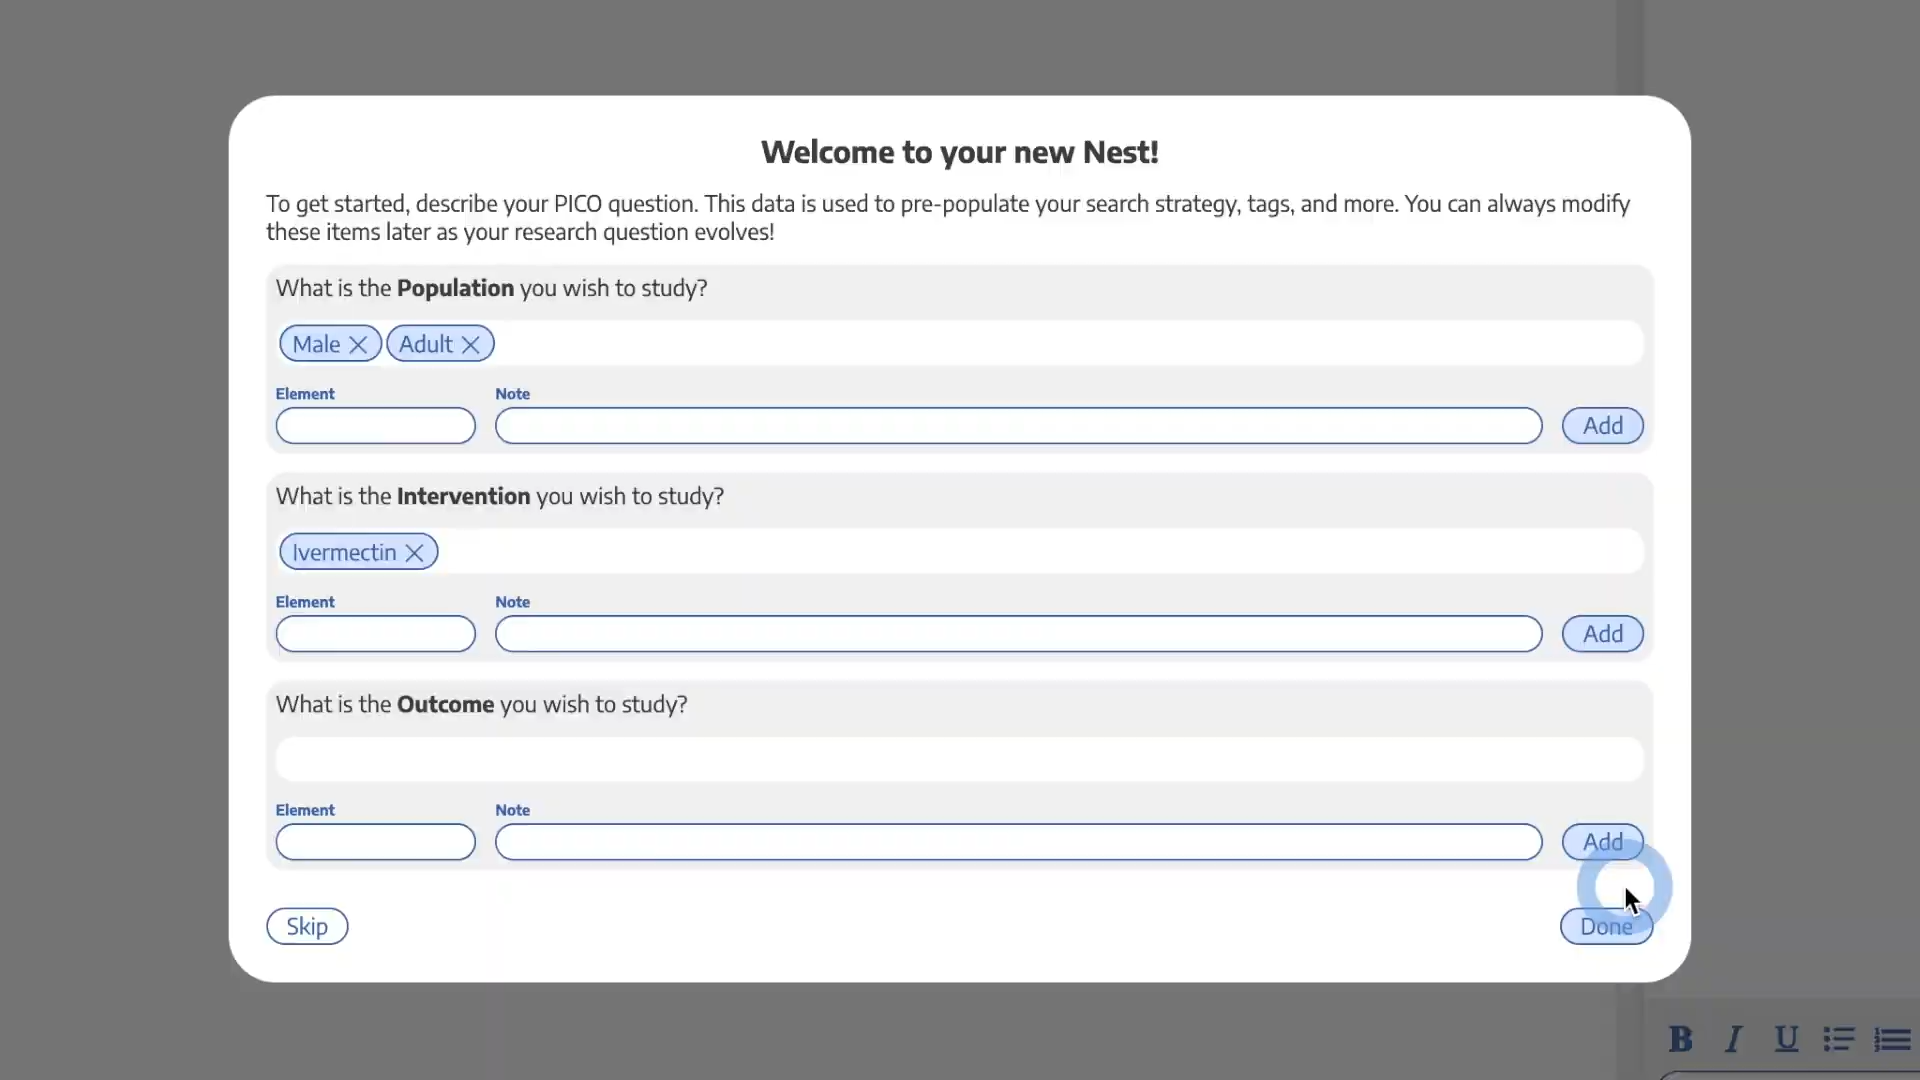 Welcome to your new Nest!
To get started, describe your PICO question. This data is used to pre-populate your search strategy, tags, and more. You can always modify
these items later as your research question evolves!
What is the Population you wish to study?
Male Adult
Element Note
Add
What is the Intervention you wish to study?
Ivermectin
Element Note
Add
What is the Outcome you wish to study?
Element Note
Add
Skip Done
B I U